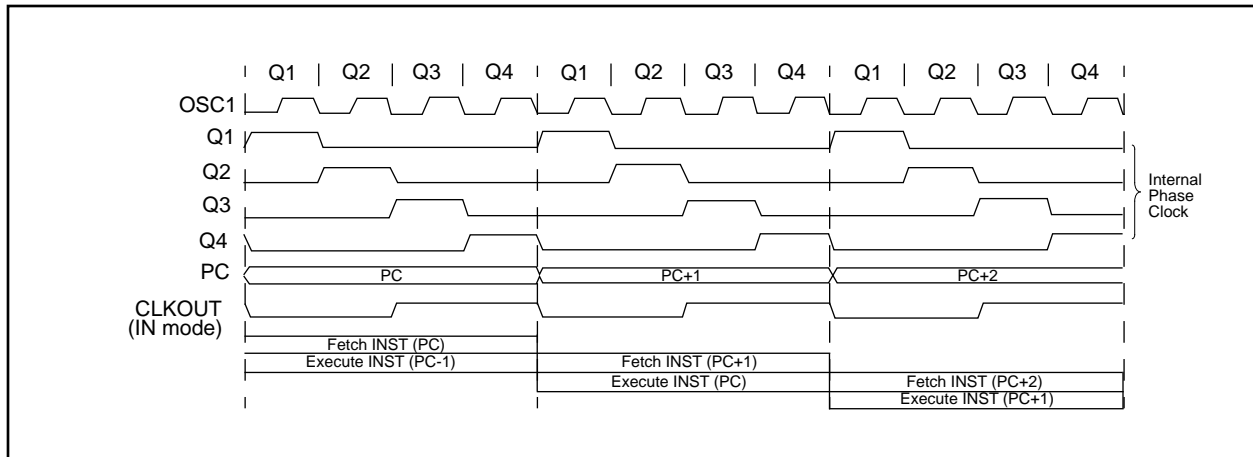 Q1 | Q2 | Q3 | Q4 | Q1 | Q2 | Q3 | Q4 | Q1 | Q2 | Q3 | Q4
OSC1
Q1
Q2
Q3
Q4
Internal
Phase
Clock
PC
PC
PC+1
PC+2
CLKOUT
(IN mode)
Fetch INST (PC)
Execute INST (PC-1)
Fetch INST (PC+1)
Execute INST (PC)
Fetch INST (PC+2)
Execute INST (PC+1)